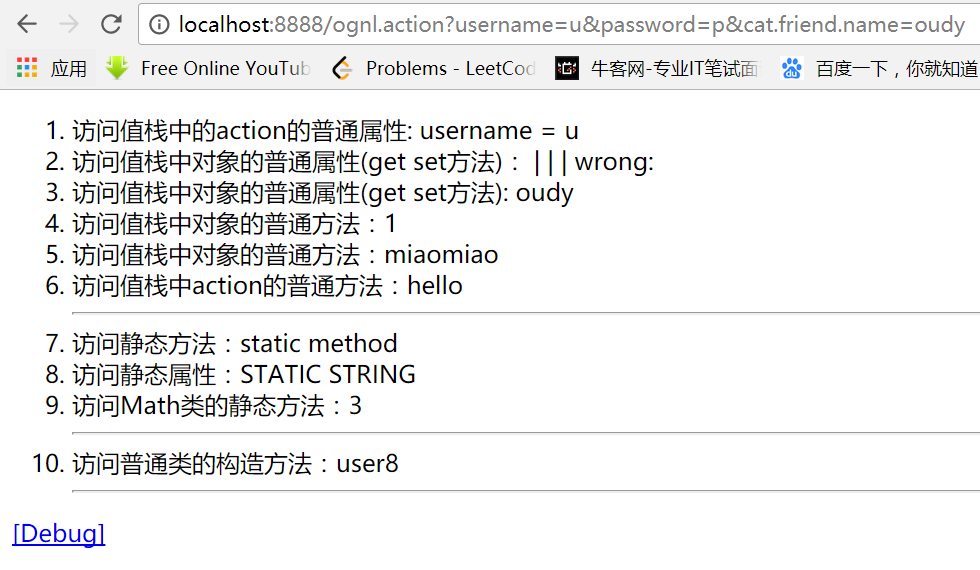 localhost:8888/ognl.action?username=u&password=p&cat.friend.name=oudy
应用 Free Online YouTub Problems - LeetCod 牛客网-专业IT笔试面 百度一下，你就知道
1. 访问值栈中的action的普通属性: username = u
2. 访问值栈中对象的普通属性(get set方法)： | | | wrong:
3. 访问值栈中对象的普通属性(get set方法): oudy
4. 访问值栈中对象的普通方法：1
5. 访问值栈中对象的普通方法：miaomiao
6. 访问值栈中action的普通方法：hello
7. 访问静态方法：static method
8. 访问静态属性：STATIC STRING
9. 访问Math类的静态方法：3
10. 访问普通类的构造方法：user8
[Debug]